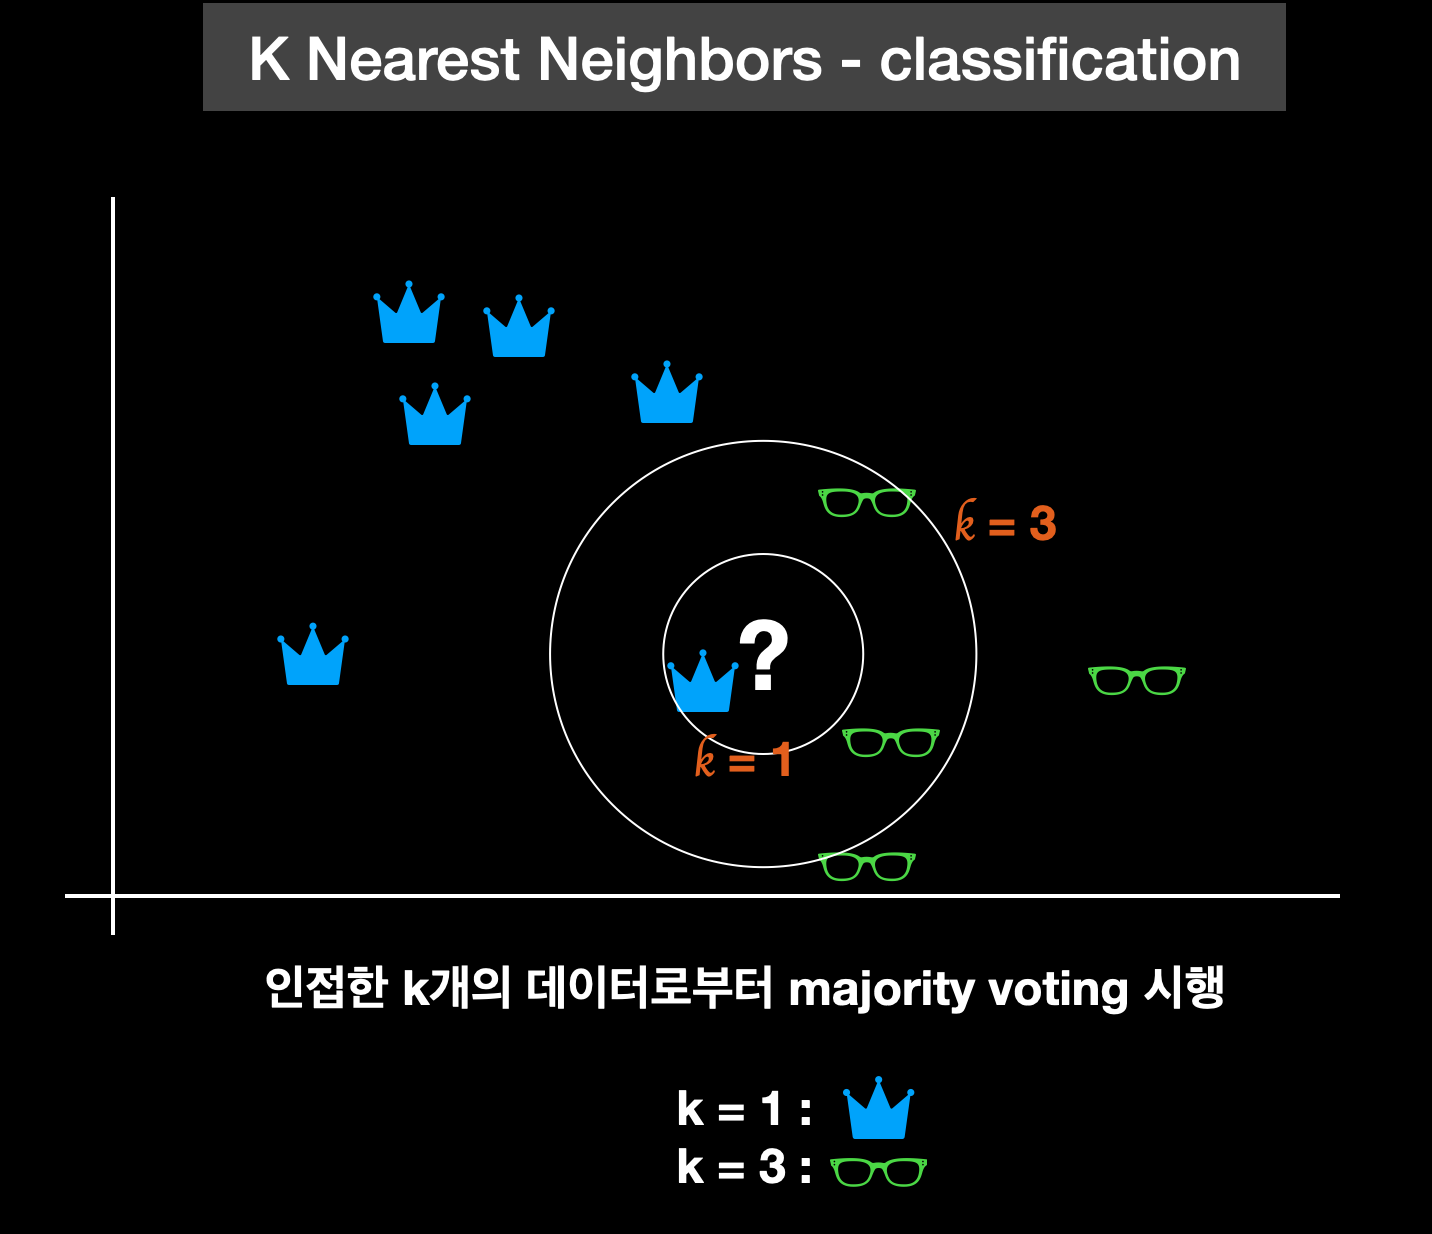 K Nearest Neighbors - classification
k = 3
?
k = 1
인접한 k개의 데이터로부터 majority voting 시행
k = 1 :
k = 3 :